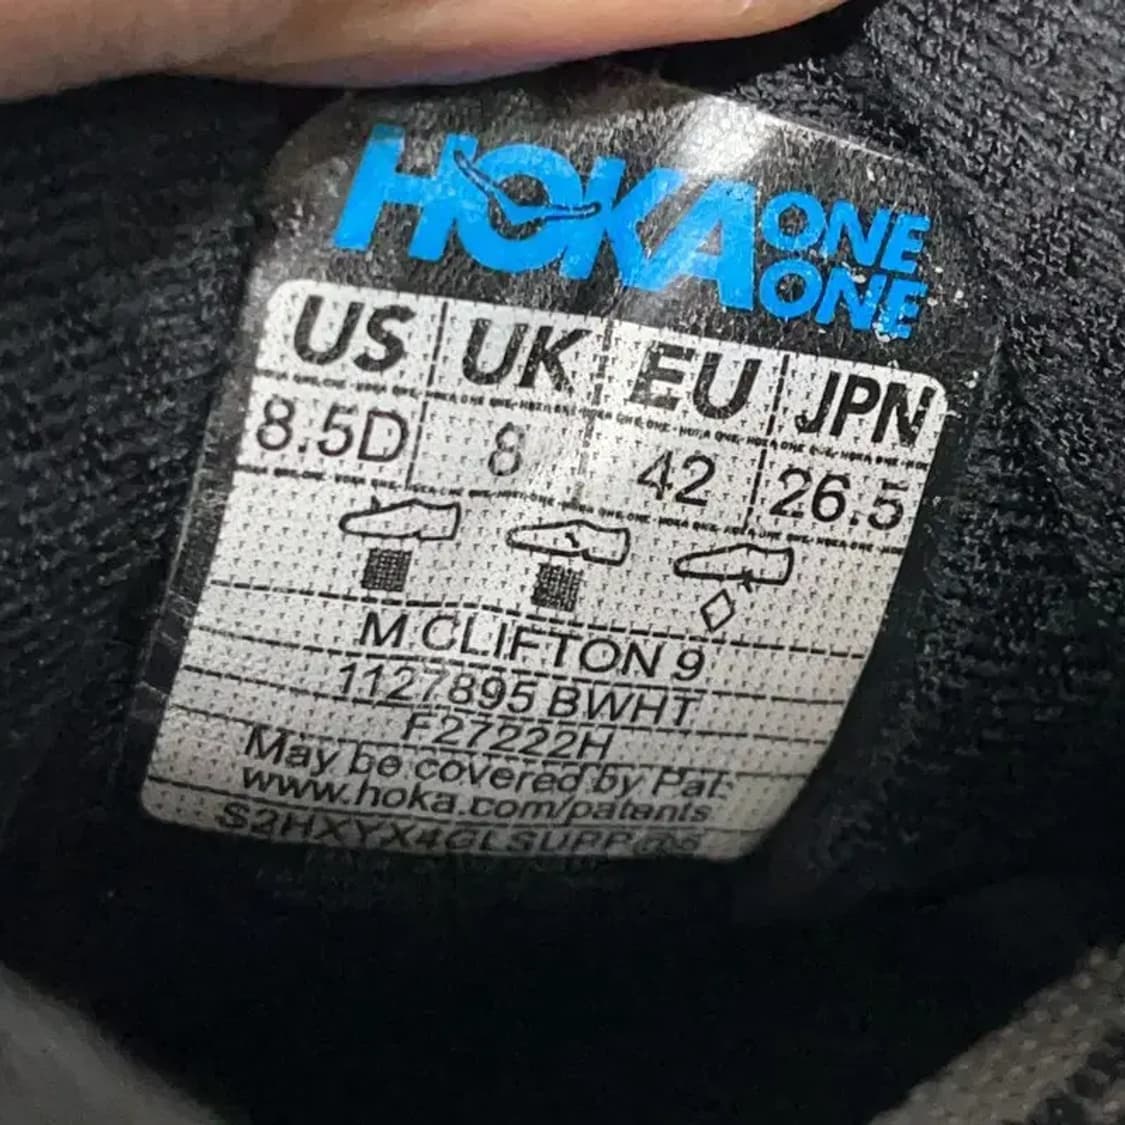 HOKA ONE ONE
US UK EU JPN
8.5D 8 42 26.5
M CLIFTON 9
1127895 BWHT
F27222H
May be covered by Pat:
www.hoka.com/patents